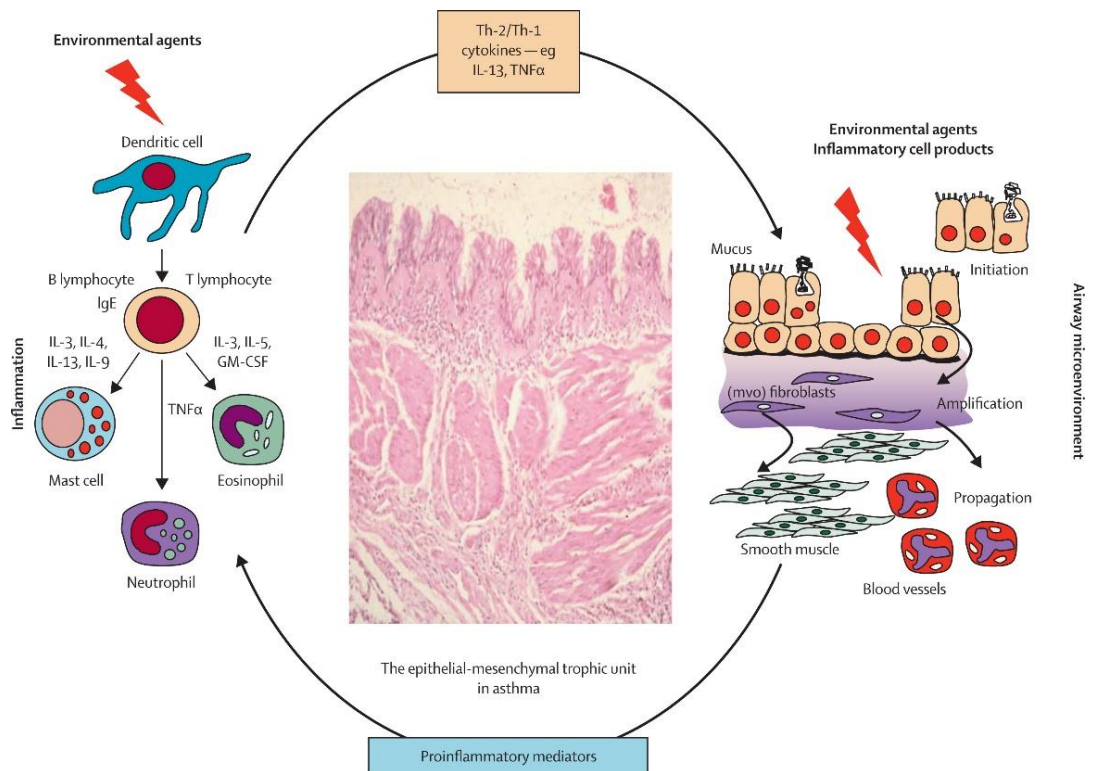 Th-2/Th-1
cytokines — eg
IL-13, TNFα
Environmental agents
Dendritic cell
B lymphocyte
IgE
T lymphocyte
IL-3, IL-4,
IL-13, IL-9
IL-3, IL-5,
GM-CSF
TNFα
Mast cell
Eosinophil
Neutrophil
Inflammation
Environmental agents
Inflammatory cell products
Mucus
Initiation
(mvo) fibroblasts
Amplification
Propagation
Smooth muscle
Blood vessels
Airway microenvironment
The epithelial-mesenchymal trophic unit
in asthma
Proinflammatory mediators